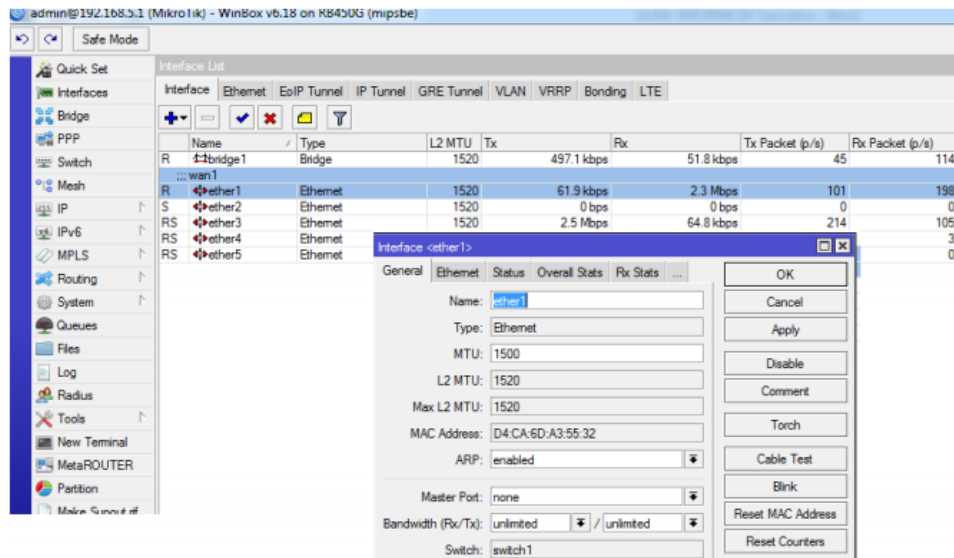 admin@192.168.5.1 (MikroTik) - WinBox v6.18 on RB450G (mipsbe)
Safe Mode
Quick Set
Interfaces
Bridge
PPP
Switch
Mesh
IP
IPv6
MPLS
Routing
System
Queues
Files
Log
Radius
Tools
New Terminal
MetaROUTER
Partition
Make Supout.rif
Interface List
Interface Ethernet EoIP Tunnel IP Tunnel GRE Tunnel VLAN VRRP Bonding LTE
Name / Type L2 MTU Tx Rx Tx Packet (p/s) Rx Packet (p/s)
R bridge1 Bridge 1520 497.1 kbps 51.8 kbps 45 114
;;; wan1
R ether1 Ethernet 1520 61.9 kbps 2.3 Mbps 101 198
S ether2 Ethernet 1520 0 bps 0 bps 0 0
RS ether3 Ethernet 1520 2.5 Mbps 64.8 kbps 214 105
RS ether4 Ethernet 3
RS ether5 Ethernet 0
Interface <ether1>
General Ethernet Status Overall Stats Rx Stats ...
Name: ether1
Type: Ethernet
MTU: 1500
L2 MTU: 1520
Max L2 MTU: 1520
MAC Address: D4:CA:6D:A3:55:32
ARP: enabled
Master Port: none
Bandwidth (Rx/Tx): unlimited / unlimited
Switch: switch1
OK
Cancel
Apply
Disable
Comment
Torch
Cable Test
Blink
Reset MAC Address
Reset Counters